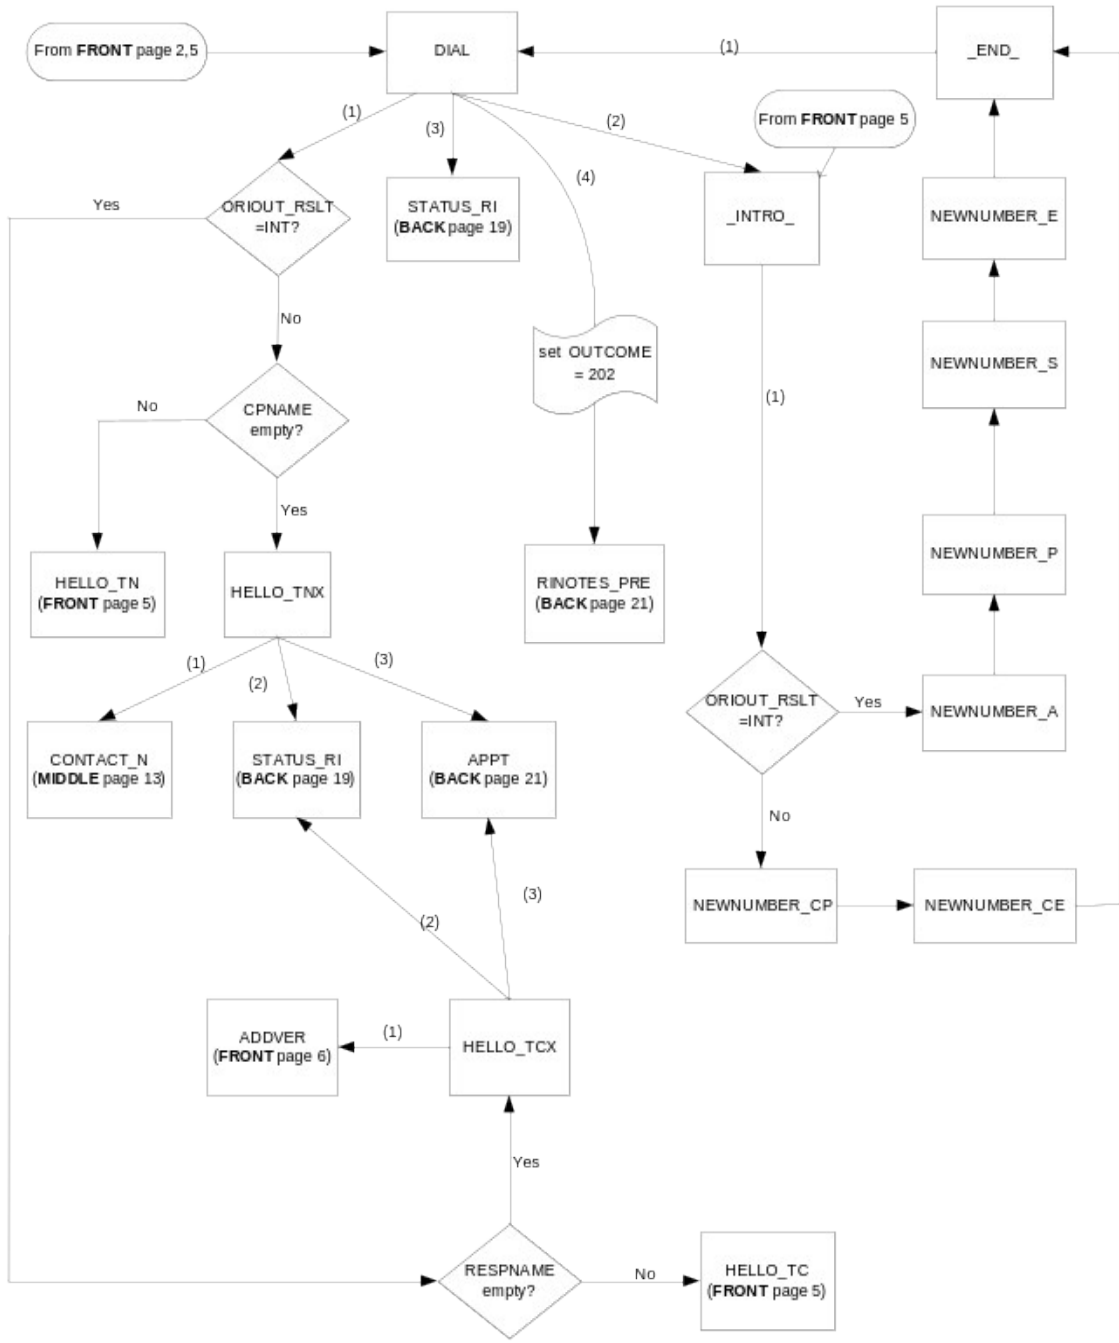 From FRONT page 2,5
DIAL
(1)
_END_
(1)
(3)
(2)
From FRONT page 5
(4)
Yes
ORIOUT_RSLT
=INT?
STATUS_RI
(BACK page 19)
_INTRO_
NEWNUMBER_E
No
set OUTCOME
= 202
NEWNUMBER_S
No
CPNAME
empty?
(1)
Yes
HELLO_TN
(FRONT page 5)
HELLO_TNX
RINOTES_PRE
(BACK page 21)
NEWNUMBER_P
(1)
(2)
(3)
ORIOUT_RSLT
=INT?
Yes
NEWNUMBER_A
CONTACT_N
(MIDDLE page 13)
STATUS_RI
(BACK page 19)
APPT
(BACK page 21)
No
(2)
(3)
NEWNUMBER_CP
NEWNUMBER_CE
ADDVER
(FRONT page 6)
(1)
HELLO_TCX
Yes
RESPNAME
empty?
No
HELLO_TC
(FRONT page 5)